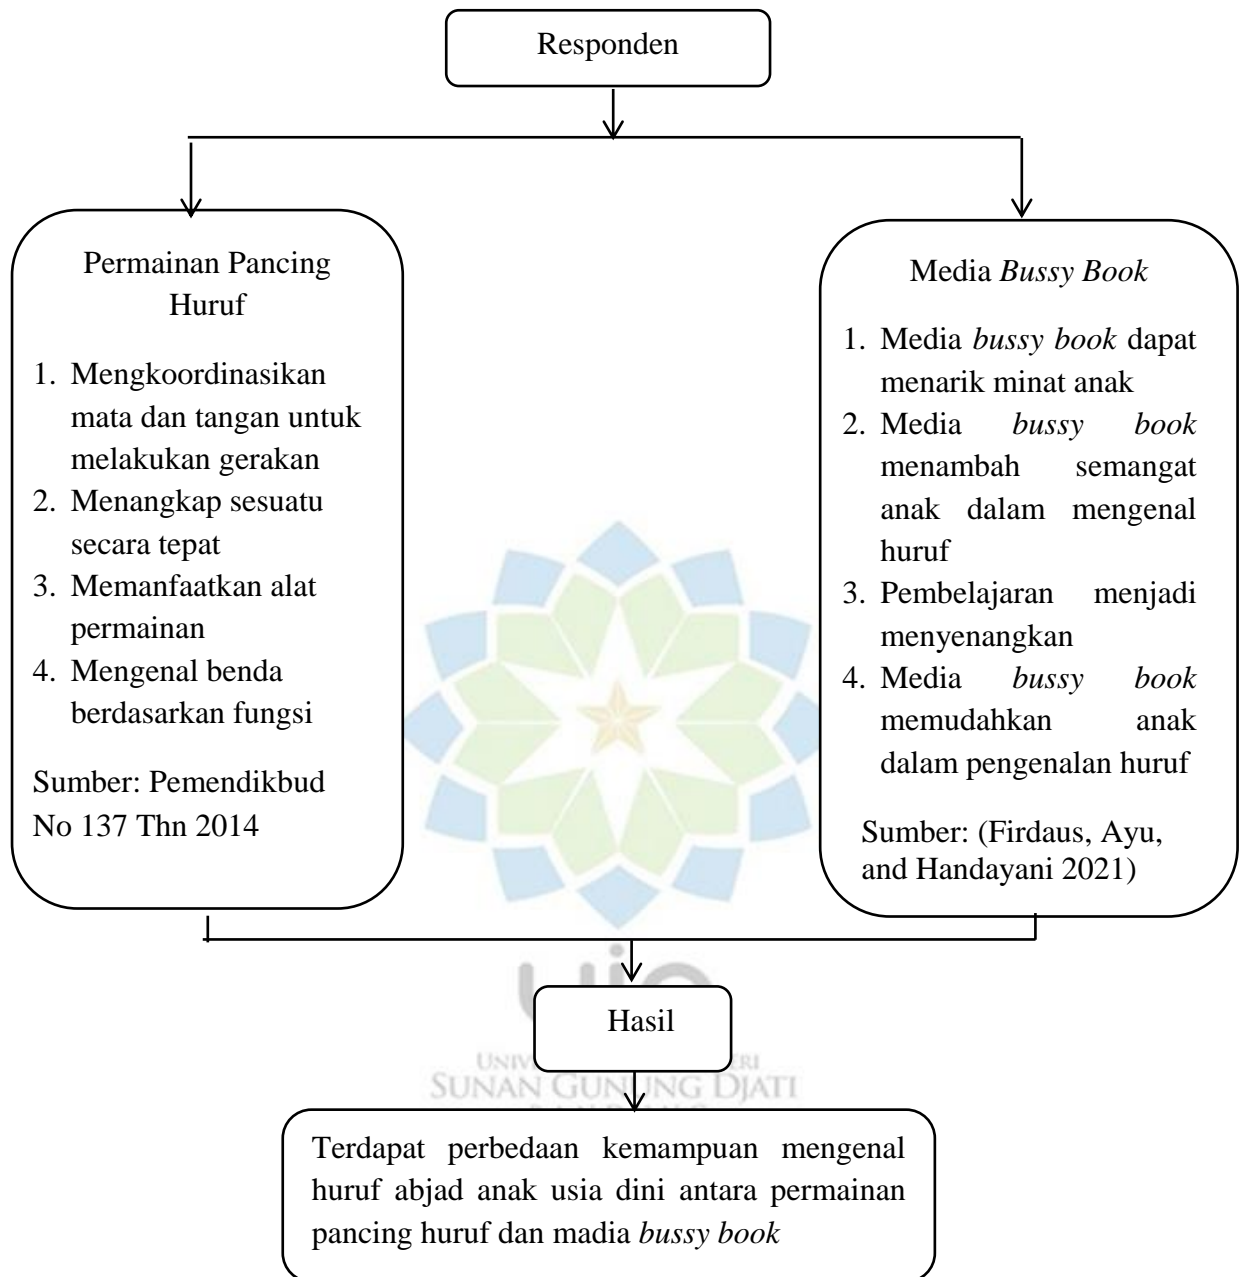 Responden
Permainan Pancing
Huruf
1. Mengkoordinasikan
mata dan tangan untuk
melakukan gerakan
2. Menangkap sesuatu
secara tepat
3. Memanfaatkan alat
permainan
4. Mengenal benda
berdasarkan fungsi
Sumber: Pemendikbud
No 137 Thn 2014
Media Bussy Book
1. Media bussy book dapat
menarik minat anak
2. Media bussy book
menambah semangat
anak dalam mengenal
huruf
3. Pembelajaran menjadi
menyenangkan
4. Media bussy book
memudahkan anak
dalam pengenalan huruf
Sumber: (Firdaus, Ayu,
and Handayani 2021)
Hasil
SUNAN GUNUNG DJATI
Terdapat perbedaan kemampuan mengenal
huruf abjad anak usia dini antara permainan
pancing huruf dan madia bussy book